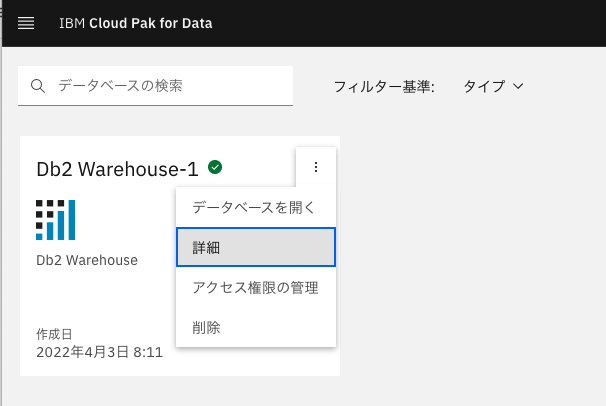 IBM Cloud Pak for Data
データベースの検索
フィルター基準: タイプ
Db2 Warehouse-1
データベースを開く
Db2 Warehouse
詳細
アクセス権限の管理
削除
作成日
2022年4月3日 8:11